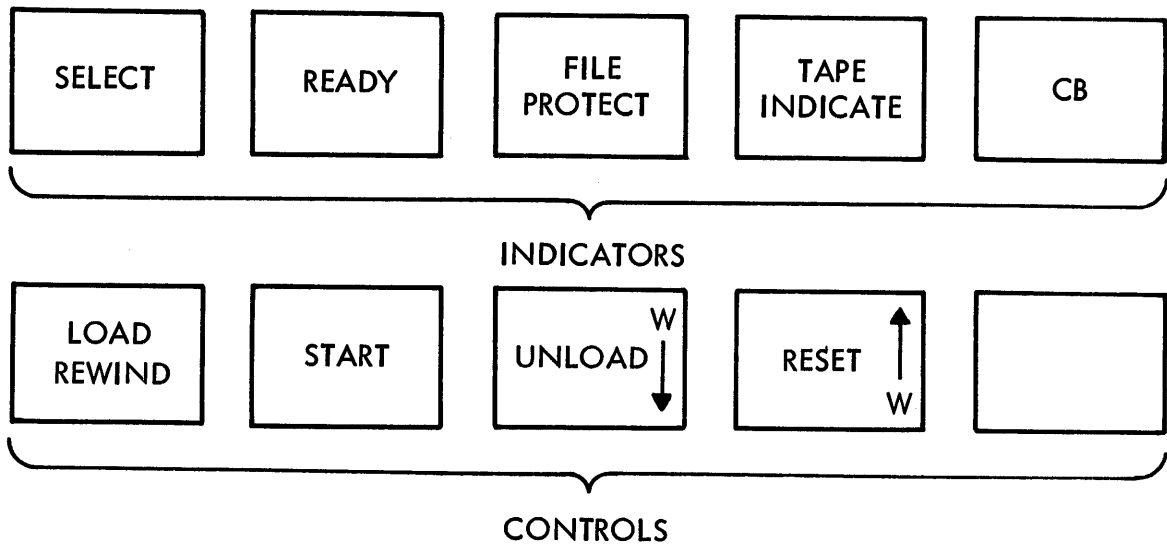 SELECT
READY
FILE
PROTECT
TAPE
INDICATE
CB
INDICATORS
LOAD
REWIND
START
UNLOAD
W
RESET
W
CONTROLS